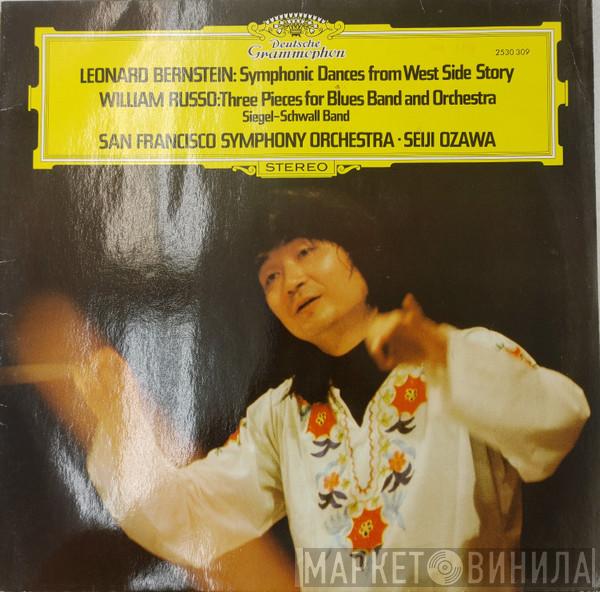 Deutsche
Grammophon
2530 309
LEONARD BERNSTEIN: Symphonic Dances from West Side Story
WILLIAM RUSSO: Three Pieces for Blues Band and Orchestra
Siegel-Schwall Band
SAN FRANCISCO SYMPHONY ORCHESTRA · SEIJI OZAWA
STEREO
МАРКЕТ ВИНИЛА